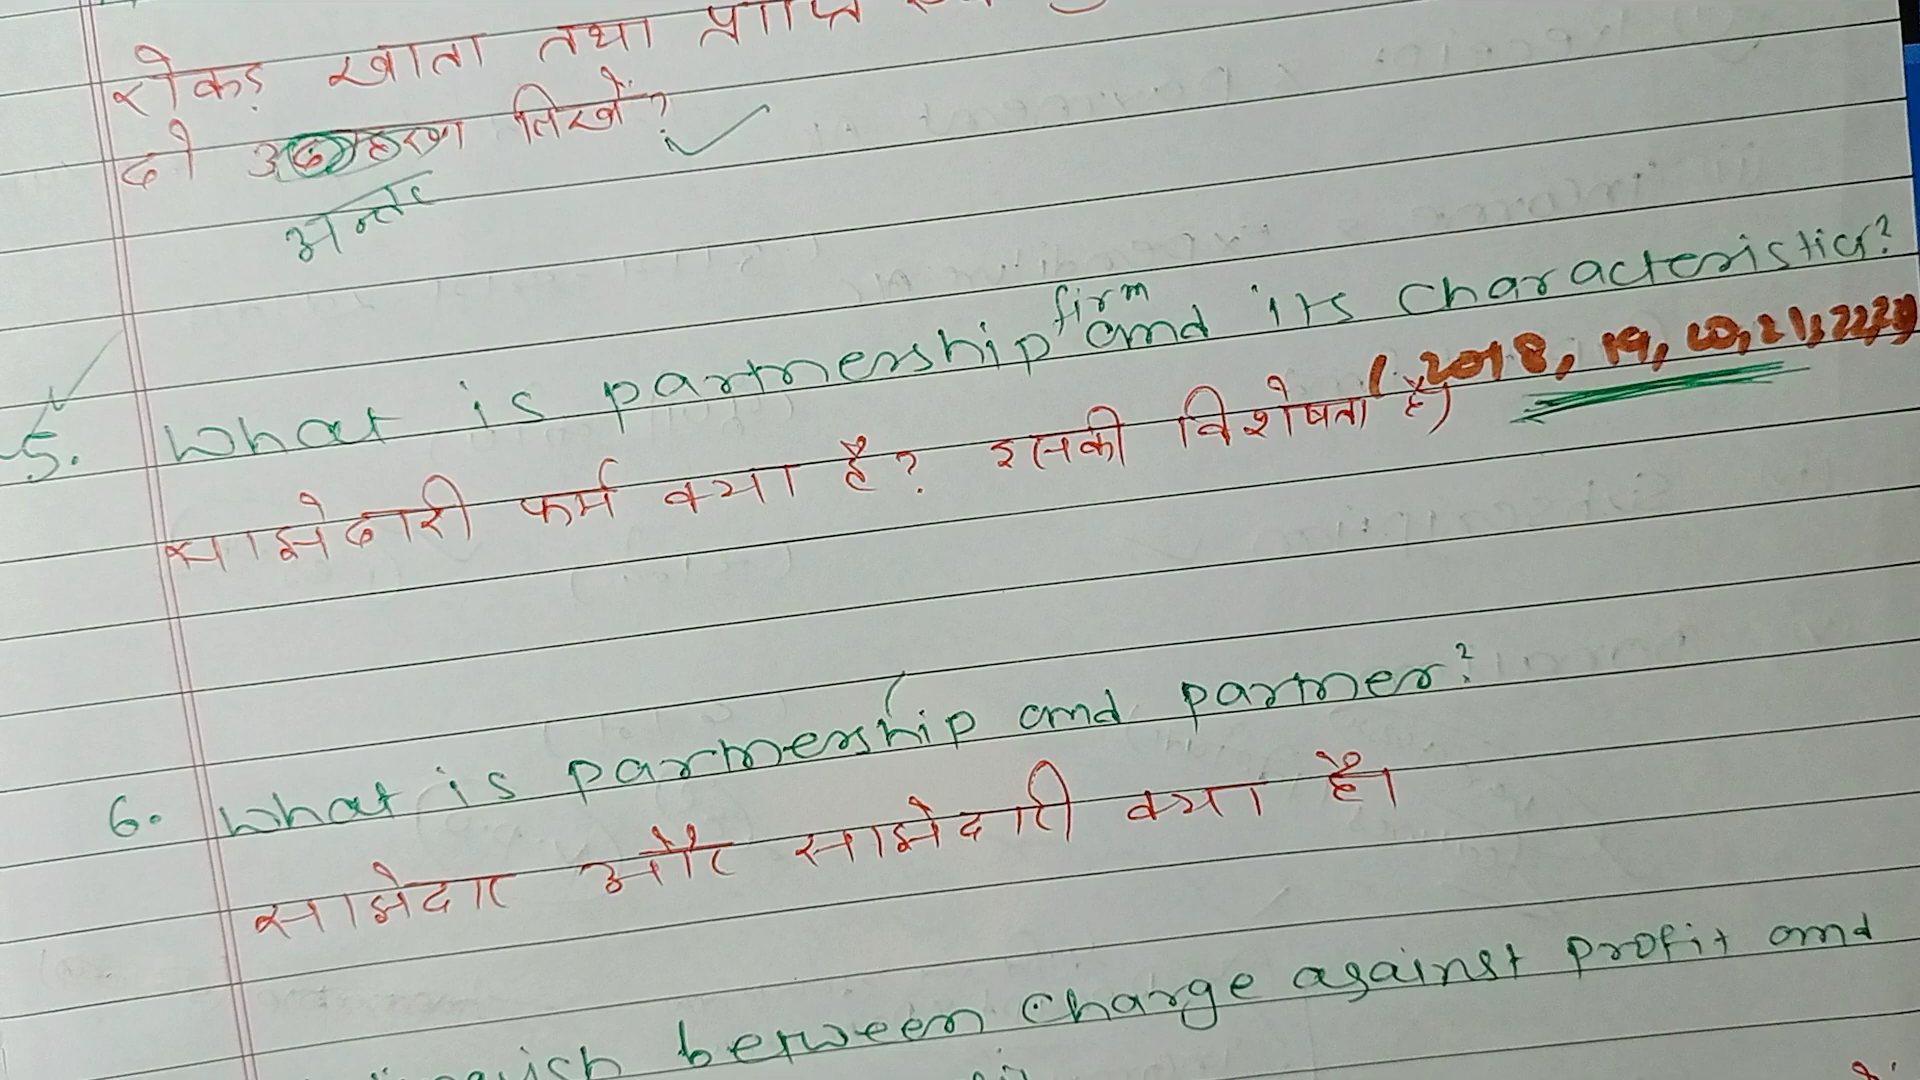 रोकड़ खाता तथा प्राप्ति
दो उदाहरण लिखें?
अन्तर
5. What is partnership firm and its characteristics?
(2018, 19, 20, 21, 22, 23)
साझेदारी फर्म क्या है? इसकी विशेषता है।
6. What is partnership and partner?
साझेदार और साझेदारी क्या है।
between charge against profit and